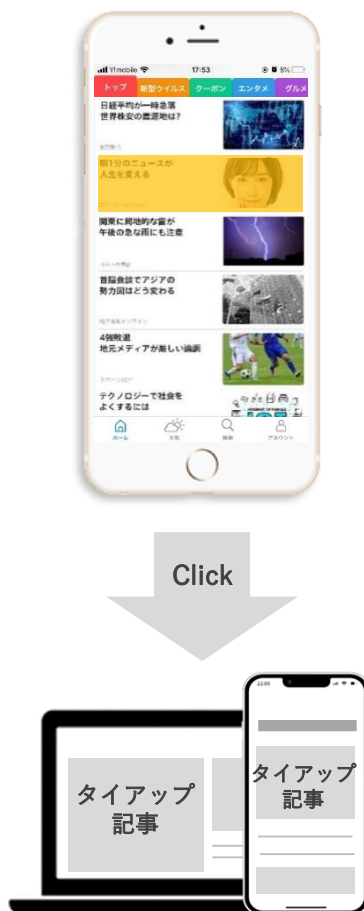 Y!mobile
17:53
8%
トップ
新型ウイルス
クーポン
エンタメ
グルメ
日経平均が一時急落
世界株安の震源地は?
朝1分のニュースが
人生を変える
関東に局地的な雷が
午後の急な雨にも注意
首脳会談でアジアの
勢力図はどう変わる
4強敗退
地元メディアが厳しい論調
テクノロジーで社会を
よくするには
ホーム
天気
検索
アカウント
Click
タイアップ
記事
タイアップ
記事